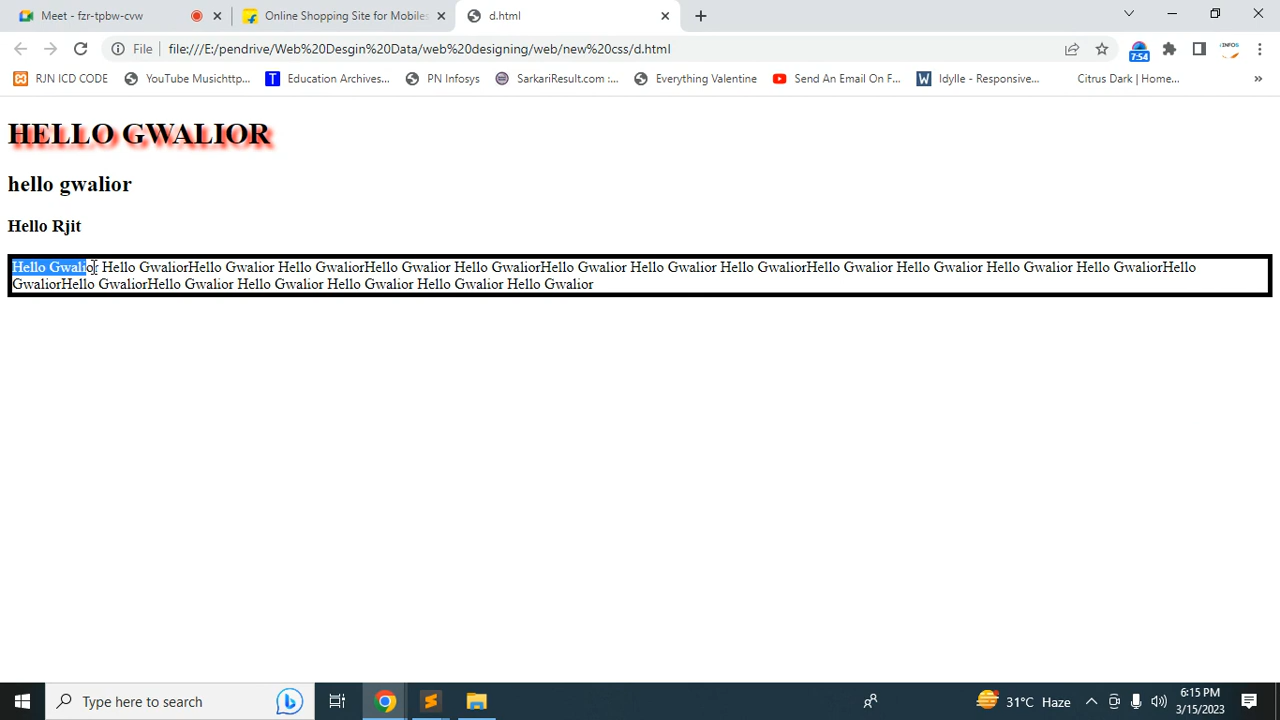 Meet - fzr-tpbw-cvw
Online Shopping Site for Mobiles
d.html
File
file:///E:/pendrive/Web%20Desgin%20Data/web%20designing/web/new%20css/d.html
7:54
INFOS
RJN ICD CODE
YouTube Musichttp...
Education Archives...
PN Infosys
SarkariResult.com :...
Everything Valentine
Send An Email On F...
Idylle - Responsive...
Citrus Dark | Home...
HELLO GWALIOR
hello gwalior
Hello Rjit
Hello Gwalior Hello GwaliorHello Gwalior Hello GwaliorHello Gwalior Hello GwaliorHello Gwalior Hello Gwalior Hello GwaliorHello Gwalior Hello Gwalior Hello Gwalior Hello GwaliorHello
GwaliorHello GwaliorHello Gwalior Hello Gwalior Hello Gwalior Hello Gwalior Hello Gwalior
Type here to search
31°C Haze
6:15 PM
3/15/2023